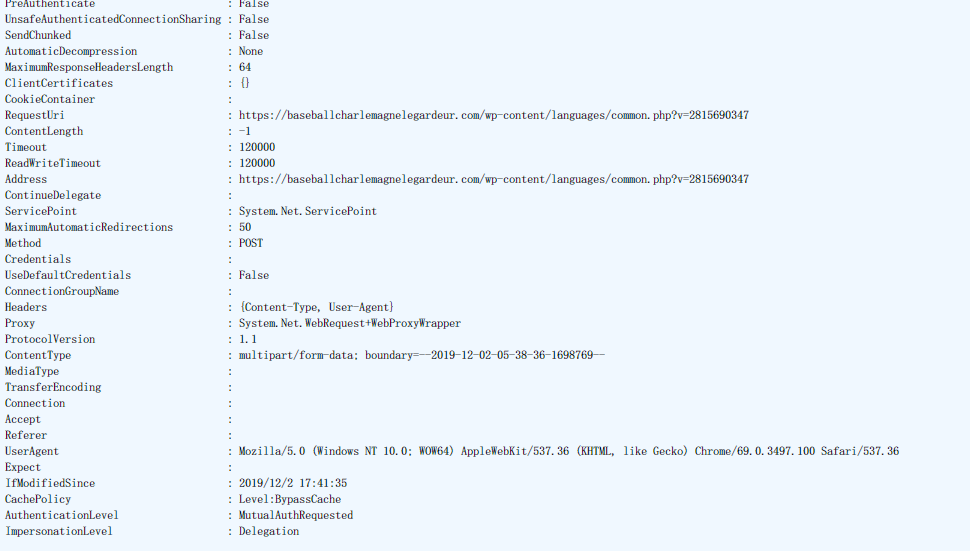 PreAuthenticate : False
UnsafeAuthenticatedConnectionSharing : False
SendChunked : False
AutomaticDecompression : None
MaximumResponseHeadersLength : 64
ClientCertificates : {}
CookieContainer :
RequestUri : https://baseballcharlemagnelegardeur.com/wp-content/languages/common.php?v=2815690347
ContentLength : -1
Timeout : 120000
ReadWriteTimeout : 120000
Address : https://baseballcharlemagnelegardeur.com/wp-content/languages/common.php?v=2815690347
ContinueDelegate :
ServicePoint : System.Net.ServicePoint
MaximumAutomaticRedirections : 50
Method : POST
Credentials :
UseDefaultCredentials : False
ConnectionGroupName :
Headers : {Content-Type, User-Agent}
Proxy : System.Net.WebRequest+WebProxyWrapper
ProtocolVersion : 1.1
ContentType : multipart/form-data; boundary=--2019-12-02-05-38-36-1698769--
MediaType :
TransferEncoding :
Connection :
Accept :
Referer :
UserAgent : Mozilla/5.0 (Windows NT 10.0; WOW64) AppleWebKit/537.36 (KHTML, like Gecko) Chrome/69.0.3497.100 Safari/537.36
Expect :
IfModifiedSince : 2019/12/2 17:41:35
CachePolicy : Level:BypassCache
AuthenticationLevel : MutualAuthRequested
ImpersonationLevel : Delegation